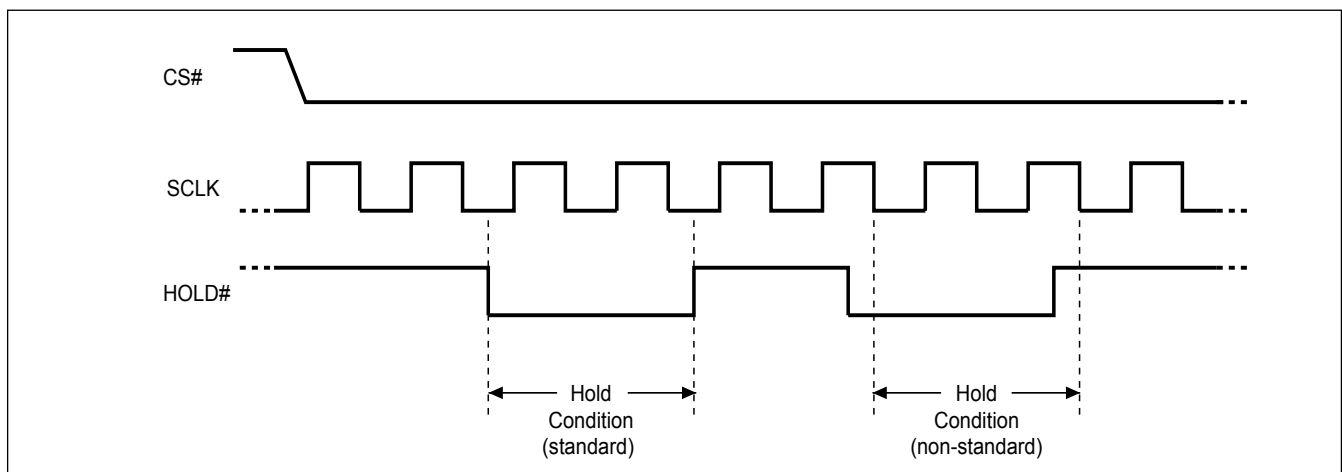 CS#
SCLK
HOLD#
Hold
Condition
(standard)
Hold
Condition
(non-standard)